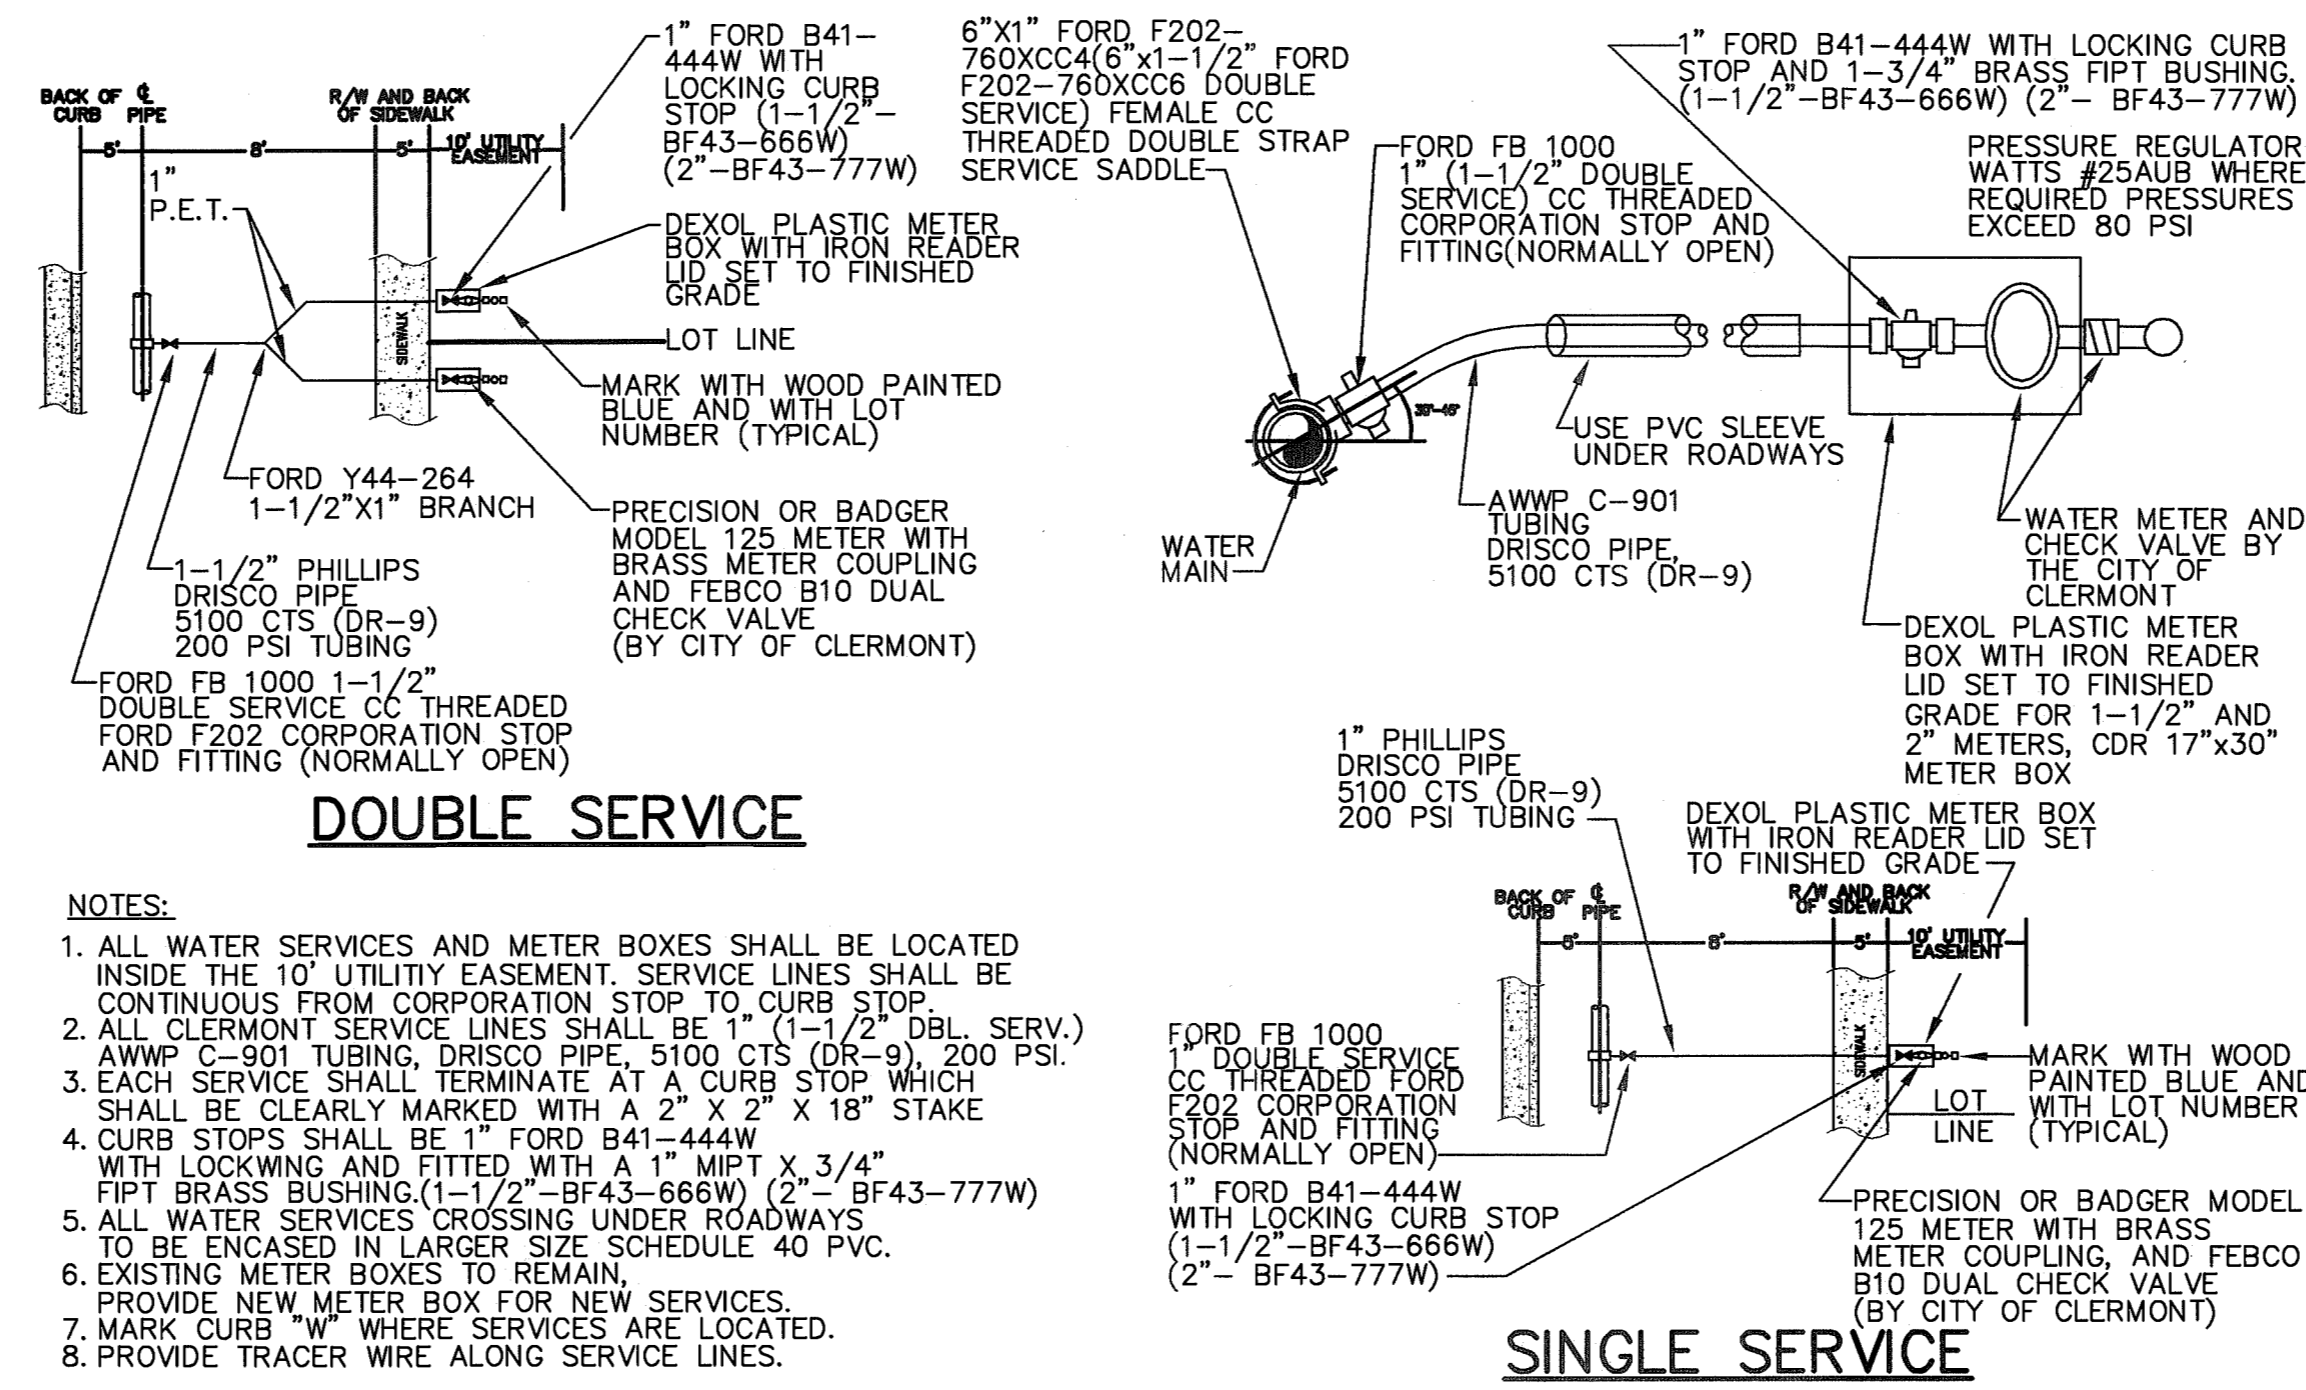 1" FORD B41-
444W WITH
LOCKING CURB
STOP (1-1/2"-
BF43-666W)
(2"-BF43-777W)
BACK OF
CURB
℄
PIPE
R/W AND BACK
OF SIDEWALK
5'
8'
5'
10' UTILITY
EASEMENT
1"
P.E.T.
DEXOL PLASTIC METER
BOX WITH IRON READER
LID SET TO FINISHED
GRADE
SIDEWALK
LOT LINE
MARK WITH WOOD PAINTED
BLUE AND WITH LOT
NUMBER (TYPICAL)
FORD Y44-264
1-1/2"X1" BRANCH
PRECISION OR BADGER
MODEL 125 METER WITH
BRASS METER COUPLING
AND FEBCO B10 DUAL
CHECK VALVE
(BY CITY OF CLERMONT)
1-1/2" PHILLIPS
DRISCO PIPE
5100 CTS (DR-9)
200 PSI TUBING
FORD FB 1000 1-1/2"
DOUBLE SERVICE CC THREADED
FORD F202 CORPORATION STOP
AND FITTING (NORMALLY OPEN)
DOUBLE SERVICE
6"X1" FORD F202-
760XCC4(6"x1-1/2" FORD
F202-760XCC6 DOUBLE
SERVICE) FEMALE CC
THREADED DOUBLE STRAP
SERVICE SADDLE
FORD FB 1000
1" (1-1/2" DOUBLE
SERVICE) CC THREADED
CORPORATION STOP AND
FITTING(NORMALLY OPEN)
1" FORD B41-444W WITH LOCKING CURB
STOP AND 1-3/4" BRASS FIPT BUSHING.
(1-1/2"-BF43-666W) (2"- BF43-777W)
PRESSURE REGULATOR
WATTS #25AUB WHERE
REQUIRED PRESSURES
EXCEED 80 PSI
USE PVC SLEEVE
UNDER ROADWAYS
WATER
MAIN
AWWP C-901
TUBING
DRISCO PIPE,
5100 CTS (DR-9)
WATER METER AND
CHECK VALVE BY
THE CITY OF
CLERMONT
DEXOL PLASTIC METER
BOX WITH IRON READER
LID SET TO FINISHED
GRADE FOR 1-1/2" AND
2" METERS, CDR 17"x30"
METER BOX
NOTES:
1. ALL WATER SERVICES AND METER BOXES SHALL BE LOCATED
INSIDE THE 10' UTILITIY EASEMENT. SERVICE LINES SHALL BE
CONTINUOUS FROM CORPORATION STOP TO CURB STOP.
2. ALL CLERMONT SERVICE LINES SHALL BE 1" (1-1/2" DBL. SERV.)
AWWP C-901 TUBING, DRISCO PIPE, 5100 CTS (DR-9), 200 PSI.
3. EACH SERVICE SHALL TERMINATE AT A CURB STOP WHICH
SHALL BE CLEARLY MARKED WITH A 2" X 2" X 18" STAKE
4. CURB STOPS SHALL BE 1" FORD B41-444W
WITH LOCKWING AND FITTED WITH A 1" MIPT X 3/4"
FIPT BRASS BUSHING.(1-1/2"-BF43-666W) (2"- BF43-777W)
5. ALL WATER SERVICES CROSSING UNDER ROADWAYS
TO BE ENCASED IN LARGER SIZE SCHEDULE 40 PVC.
6. EXISTING METER BOXES TO REMAIN,
PROVIDE NEW METER BOX FOR NEW SERVICES.
7. MARK CURB "W" WHERE SERVICES ARE LOCATED.
8. PROVIDE TRACER WIRE ALONG SERVICE LINES.
1" PHILLIPS
DRISCO PIPE
5100 CTS (DR-9)
200 PSI TUBING
DEXOL PLASTIC METER BOX
WITH IRON READER LID SET
TO FINISHED GRADE
BACK OF
CURB
℄
PIPE
R/W AND BACK
OF SIDEWALK
8'
5'
10' UTILITY
EASEMENT
SIDEWALK
FORD FB 1000
1" DOUBLE SERVICE
CC THREADED FORD
F202 CORPORATION
STOP AND FITTING
(NORMALLY OPEN)
MARK WITH WOOD
PAINTED BLUE AND
WITH LOT NUMBER
(TYPICAL)
LOT
LINE
1" FORD B41-444W
WITH LOCKING CURB STOP
(1-1/2"-BF43-666W)
(2"- BF43-777W)
PRECISION OR BADGER MODEL
125 METER WITH BRASS
METER COUPLING, AND FEBCO
B10 DUAL CHECK VALVE
(BY CITY OF CLERMONT)
SINGLE SERVICE